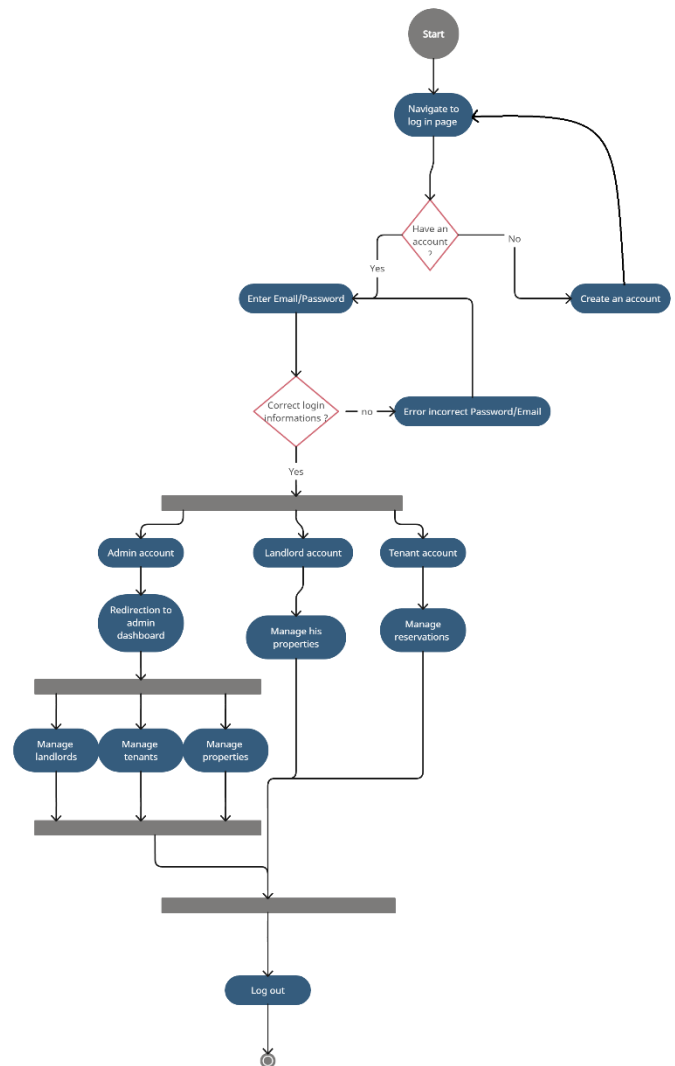 Start
Navigate to
log in page
Have an
account
?
No
Yes
Enter Email/Password
Create an account
Correct login
informations ?
no
Error incorrect Password/Email
Yes
Admin account
Landlord account
Tenant account
Redirection to
admin
dashboard
Manage his
properties
Manage
reservations
Manage
landlords
Manage
tenants
Manage
properties
Log out